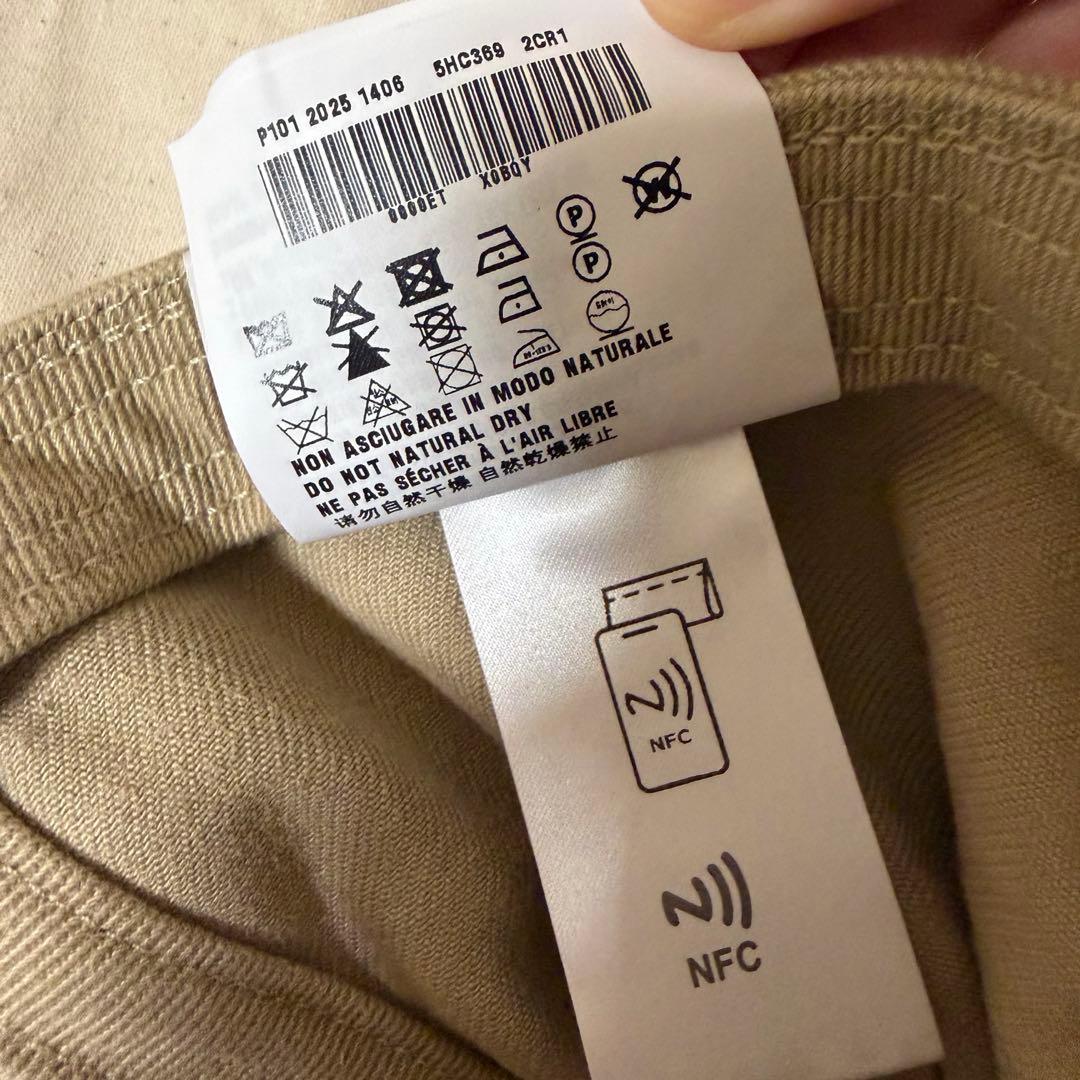 P101 2025 1406 5HC369 2CR1
0000ET X0BQY
P
W
P
NON ASCIUGARE IN MODO NATURALE
DO NOT NATURAL DRY
NE PAS SÉCHER À L'AIR LIBRE
请勿自然干燥 自然乾燥禁止
NFC
NFC